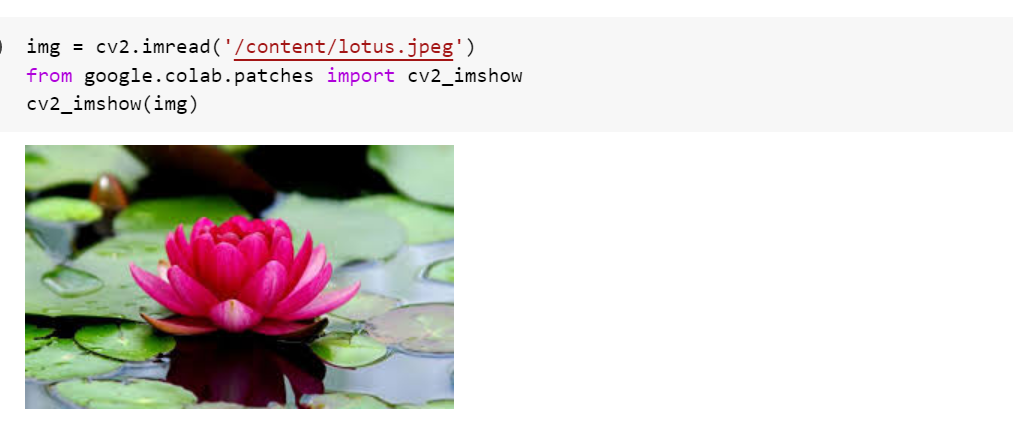 img = cv2.imread('/content/lotus.jpeg')
from google.colab.patches import cv2_imshow
cv2_imshow(img)